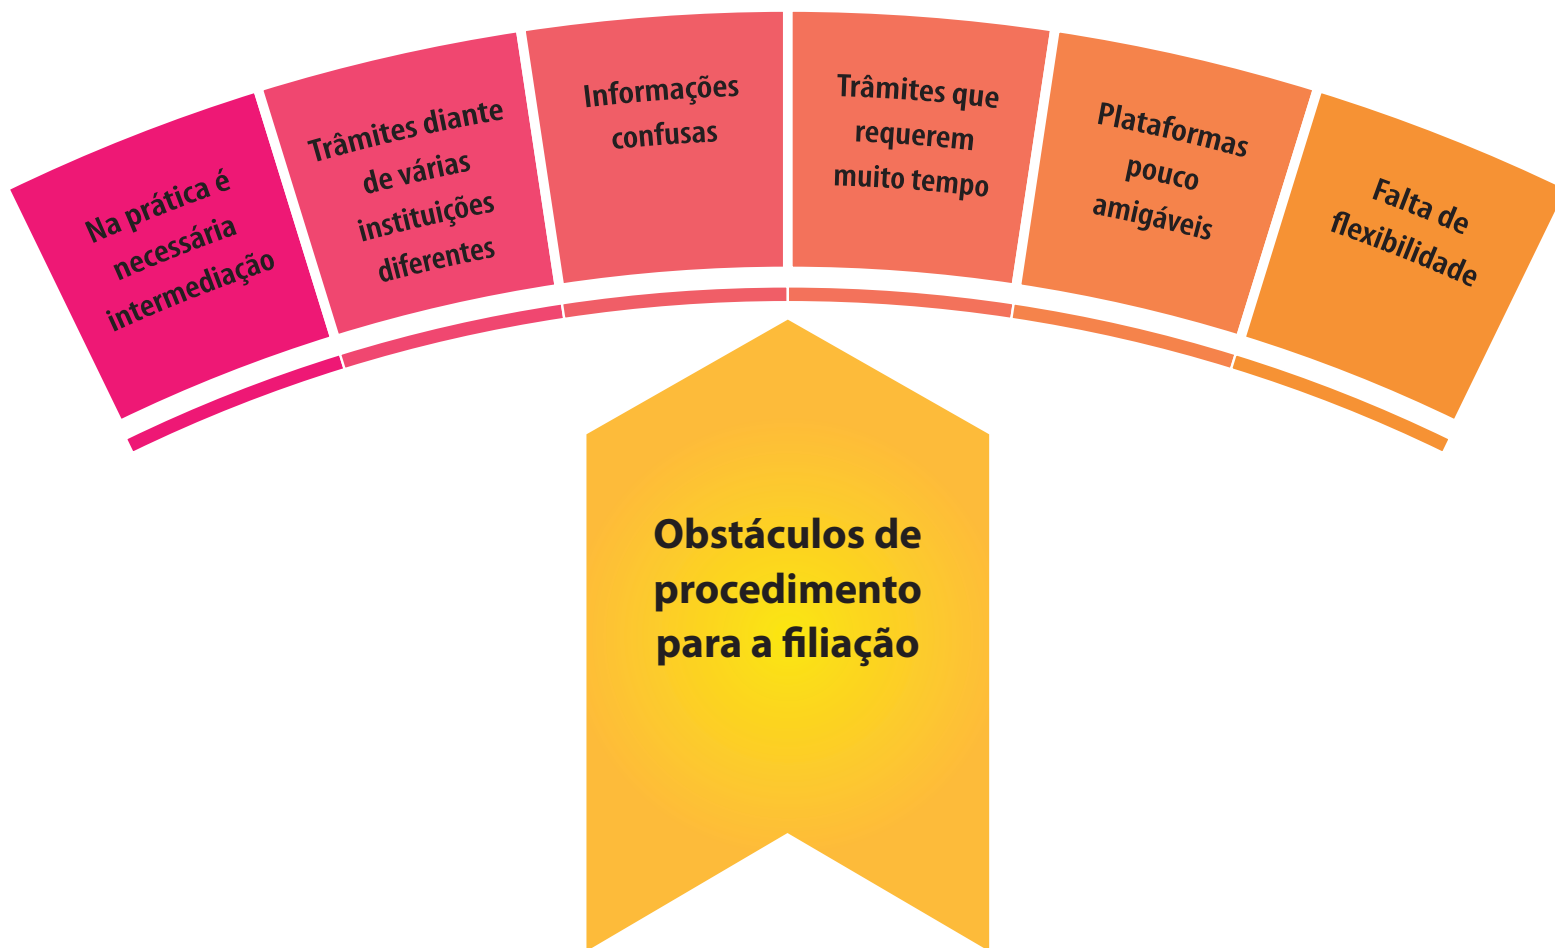 Na prática é
necessária
intermediação
Trâmites diante
de várias
instituições
diferentes
Informações
confusas
Trâmites que
requerem
muito tempo
Plataformas
pouco
amigáveis
Falta de
flexibilidade
Obstáculos de
procedimento
para a filiação